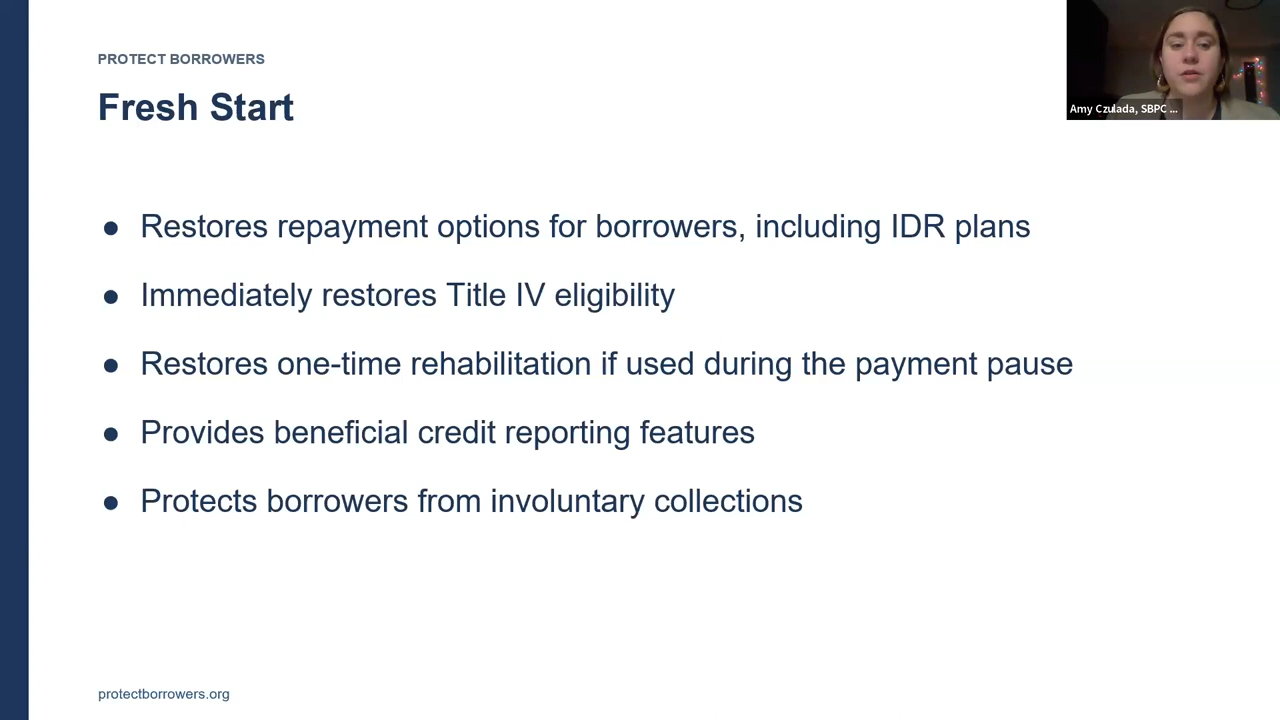 PROTECT BORROWERS
Fresh Start
Amy Czulada, SBPC ...
● Restores repayment options for borrowers, including IDR plans
● Immediately restores Title IV eligibility
● Restores one-time rehabilitation if used during the payment pause
● Provides beneficial credit reporting features
● Protects borrowers from involuntary collections
protectborrowers.org